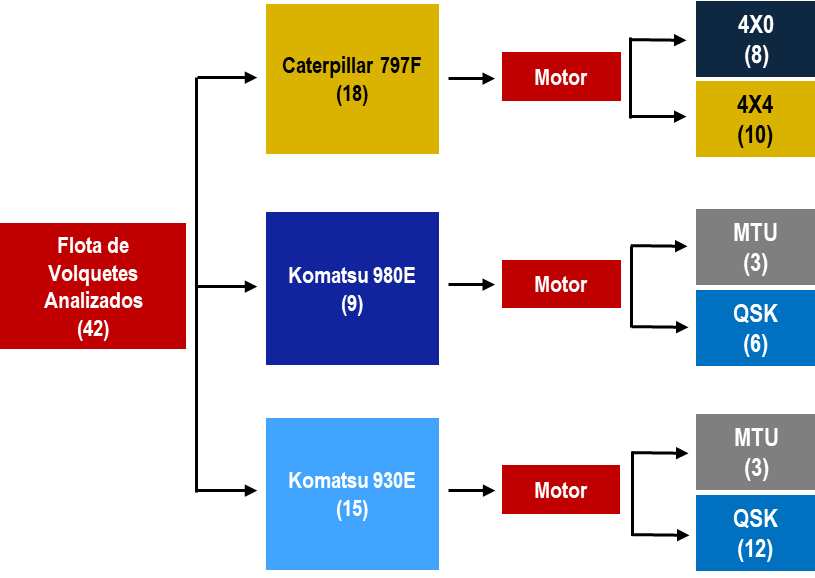 Flota de
Volquetes
Analizados
(42)
Caterpillar 797F
(18)
Motor
4X0
(8)
4X4
(10)
Komatsu 980E
(9)
Motor
MTU
(3)
QSK
(6)
Komatsu 930E
(15)
Motor
MTU
(3)
QSK
(12)